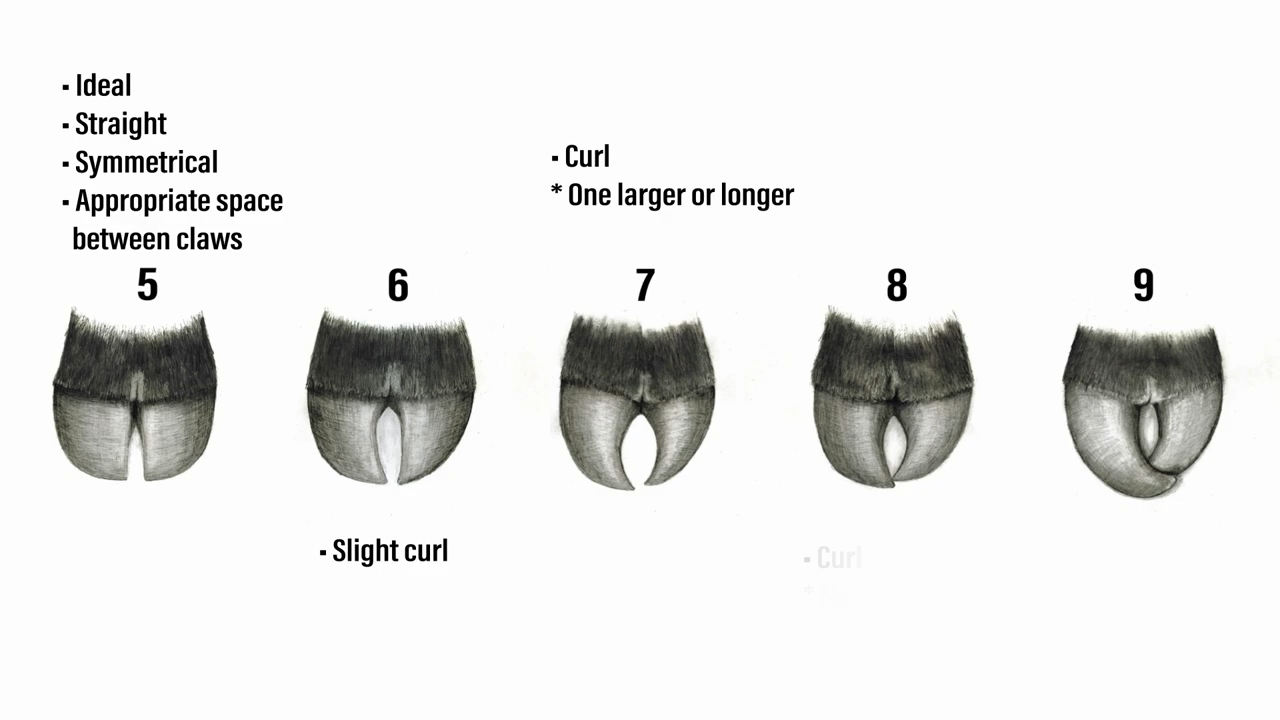 - Ideal
- Straight
- Symmetrical
- Appropriate space
between claws
- Curl
* One larger or longer
5
6
7
8
9
- Slight curl
- Curl